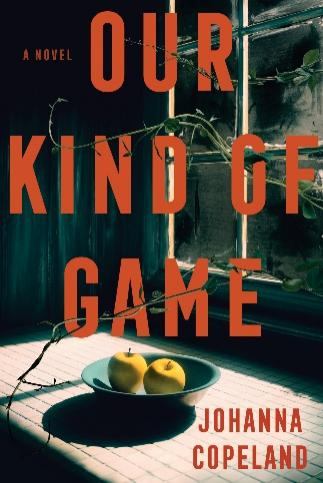 A NOVEL
OUR
KIND OF
GAME
JOHANNA
COPELAND